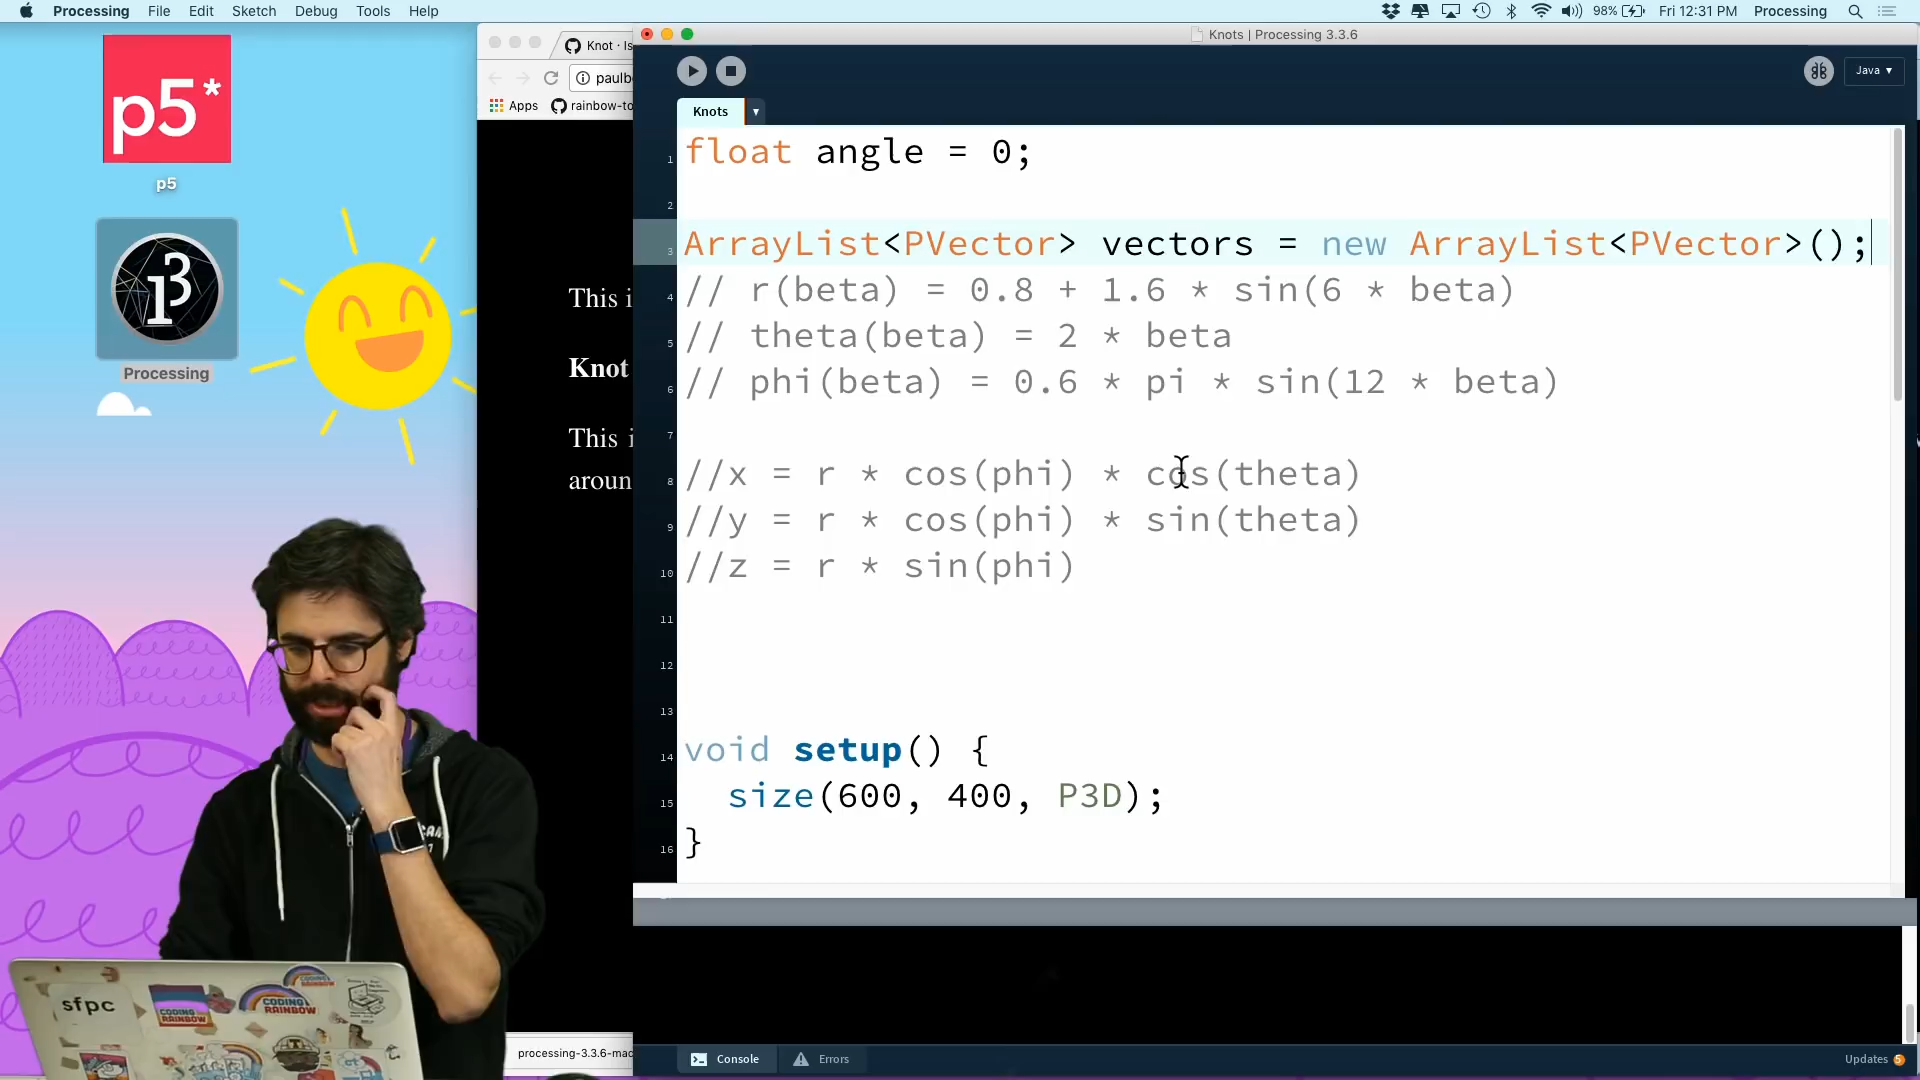 Processing File Edit Sketch Debug Tools Help
98% Fri 12:31 PM Processing
p5*
p5
Processing
Knot · Is
paulb
Apps rainbow-to
This i
Knot
This i
aroun
processing-3.3.6-mac
Knots | Processing 3.3.6
Java ▾
Knots ▾
1 float angle = 0;
2
3 ArrayList<PVector> vectors = new ArrayList<PVector>();
4 // r(beta) = 0.8 + 1.6 * sin(6 * beta)
5 // theta(beta) = 2 * beta
6 // phi(beta) = 0.6 * pi * sin(12 * beta)
7
8 //x = r * cos(phi) * cos(theta)
9 //y = r * cos(phi) * sin(theta)
10 //z = r * sin(phi)
11
12
13
14 void setup() {
15 size(600, 400, P3D);
16 }
Console Errors
Updates 5
sfpc
CODING
CODING
RAINBOW